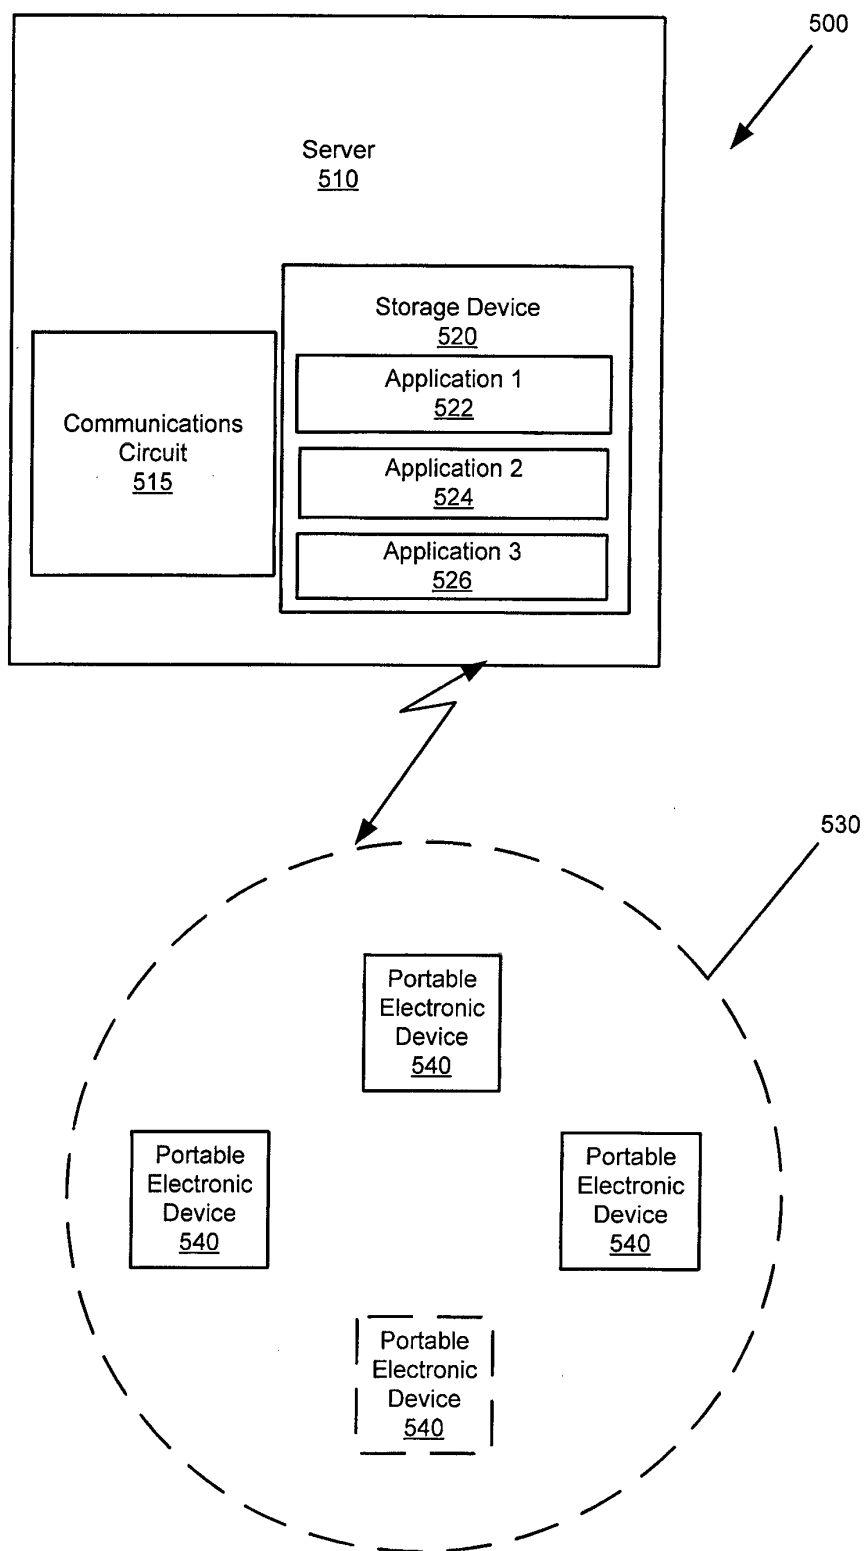 500
Server
510
Storage Device
520
Application 1
522
Communications
Circuit
515
Application 2
524
Application 3
526
530
Portable
Electronic
Device
540
Portable
Electronic
Device
540
Portable
Electronic
Device
540
Portable
Electronic
Device
540